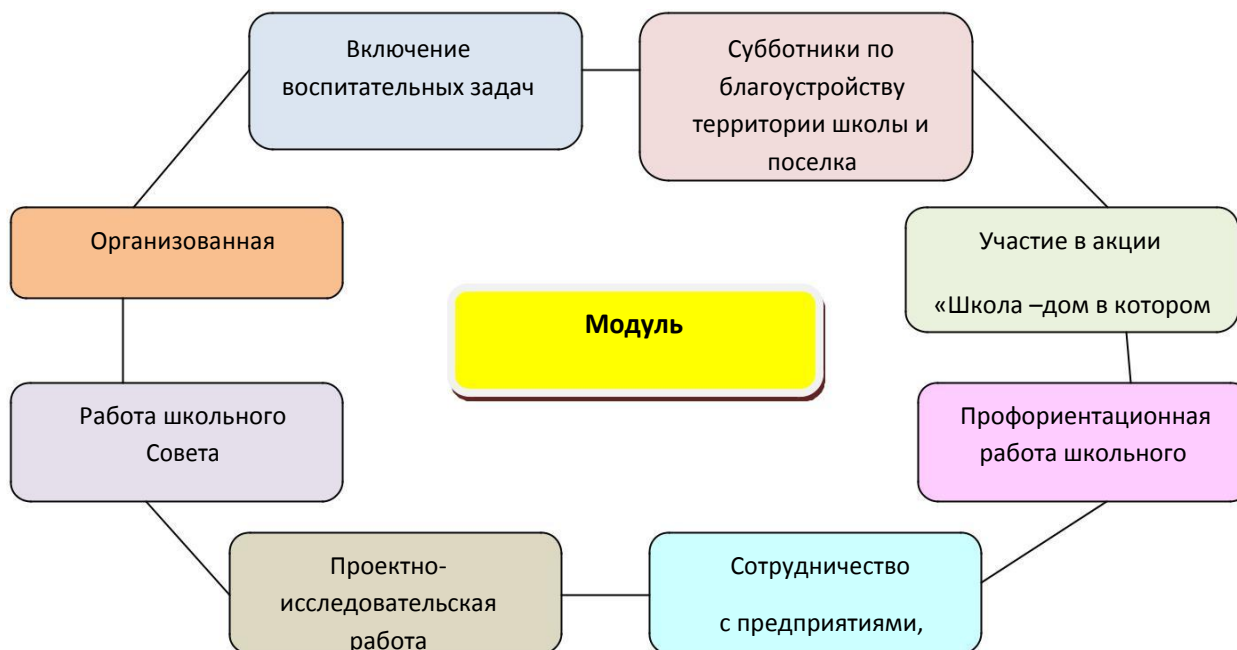 Включение
воспитательных задач
Субботники по
благоустройству
территории школы и
поселка
Организованная
Участие в акции
«Школа –дом в котором
Модуль
Работа школьного
Совета
Профориентационная
работа школьного
Проектно-
исследовательская
работа
Сотрудничество
с предприятиями,